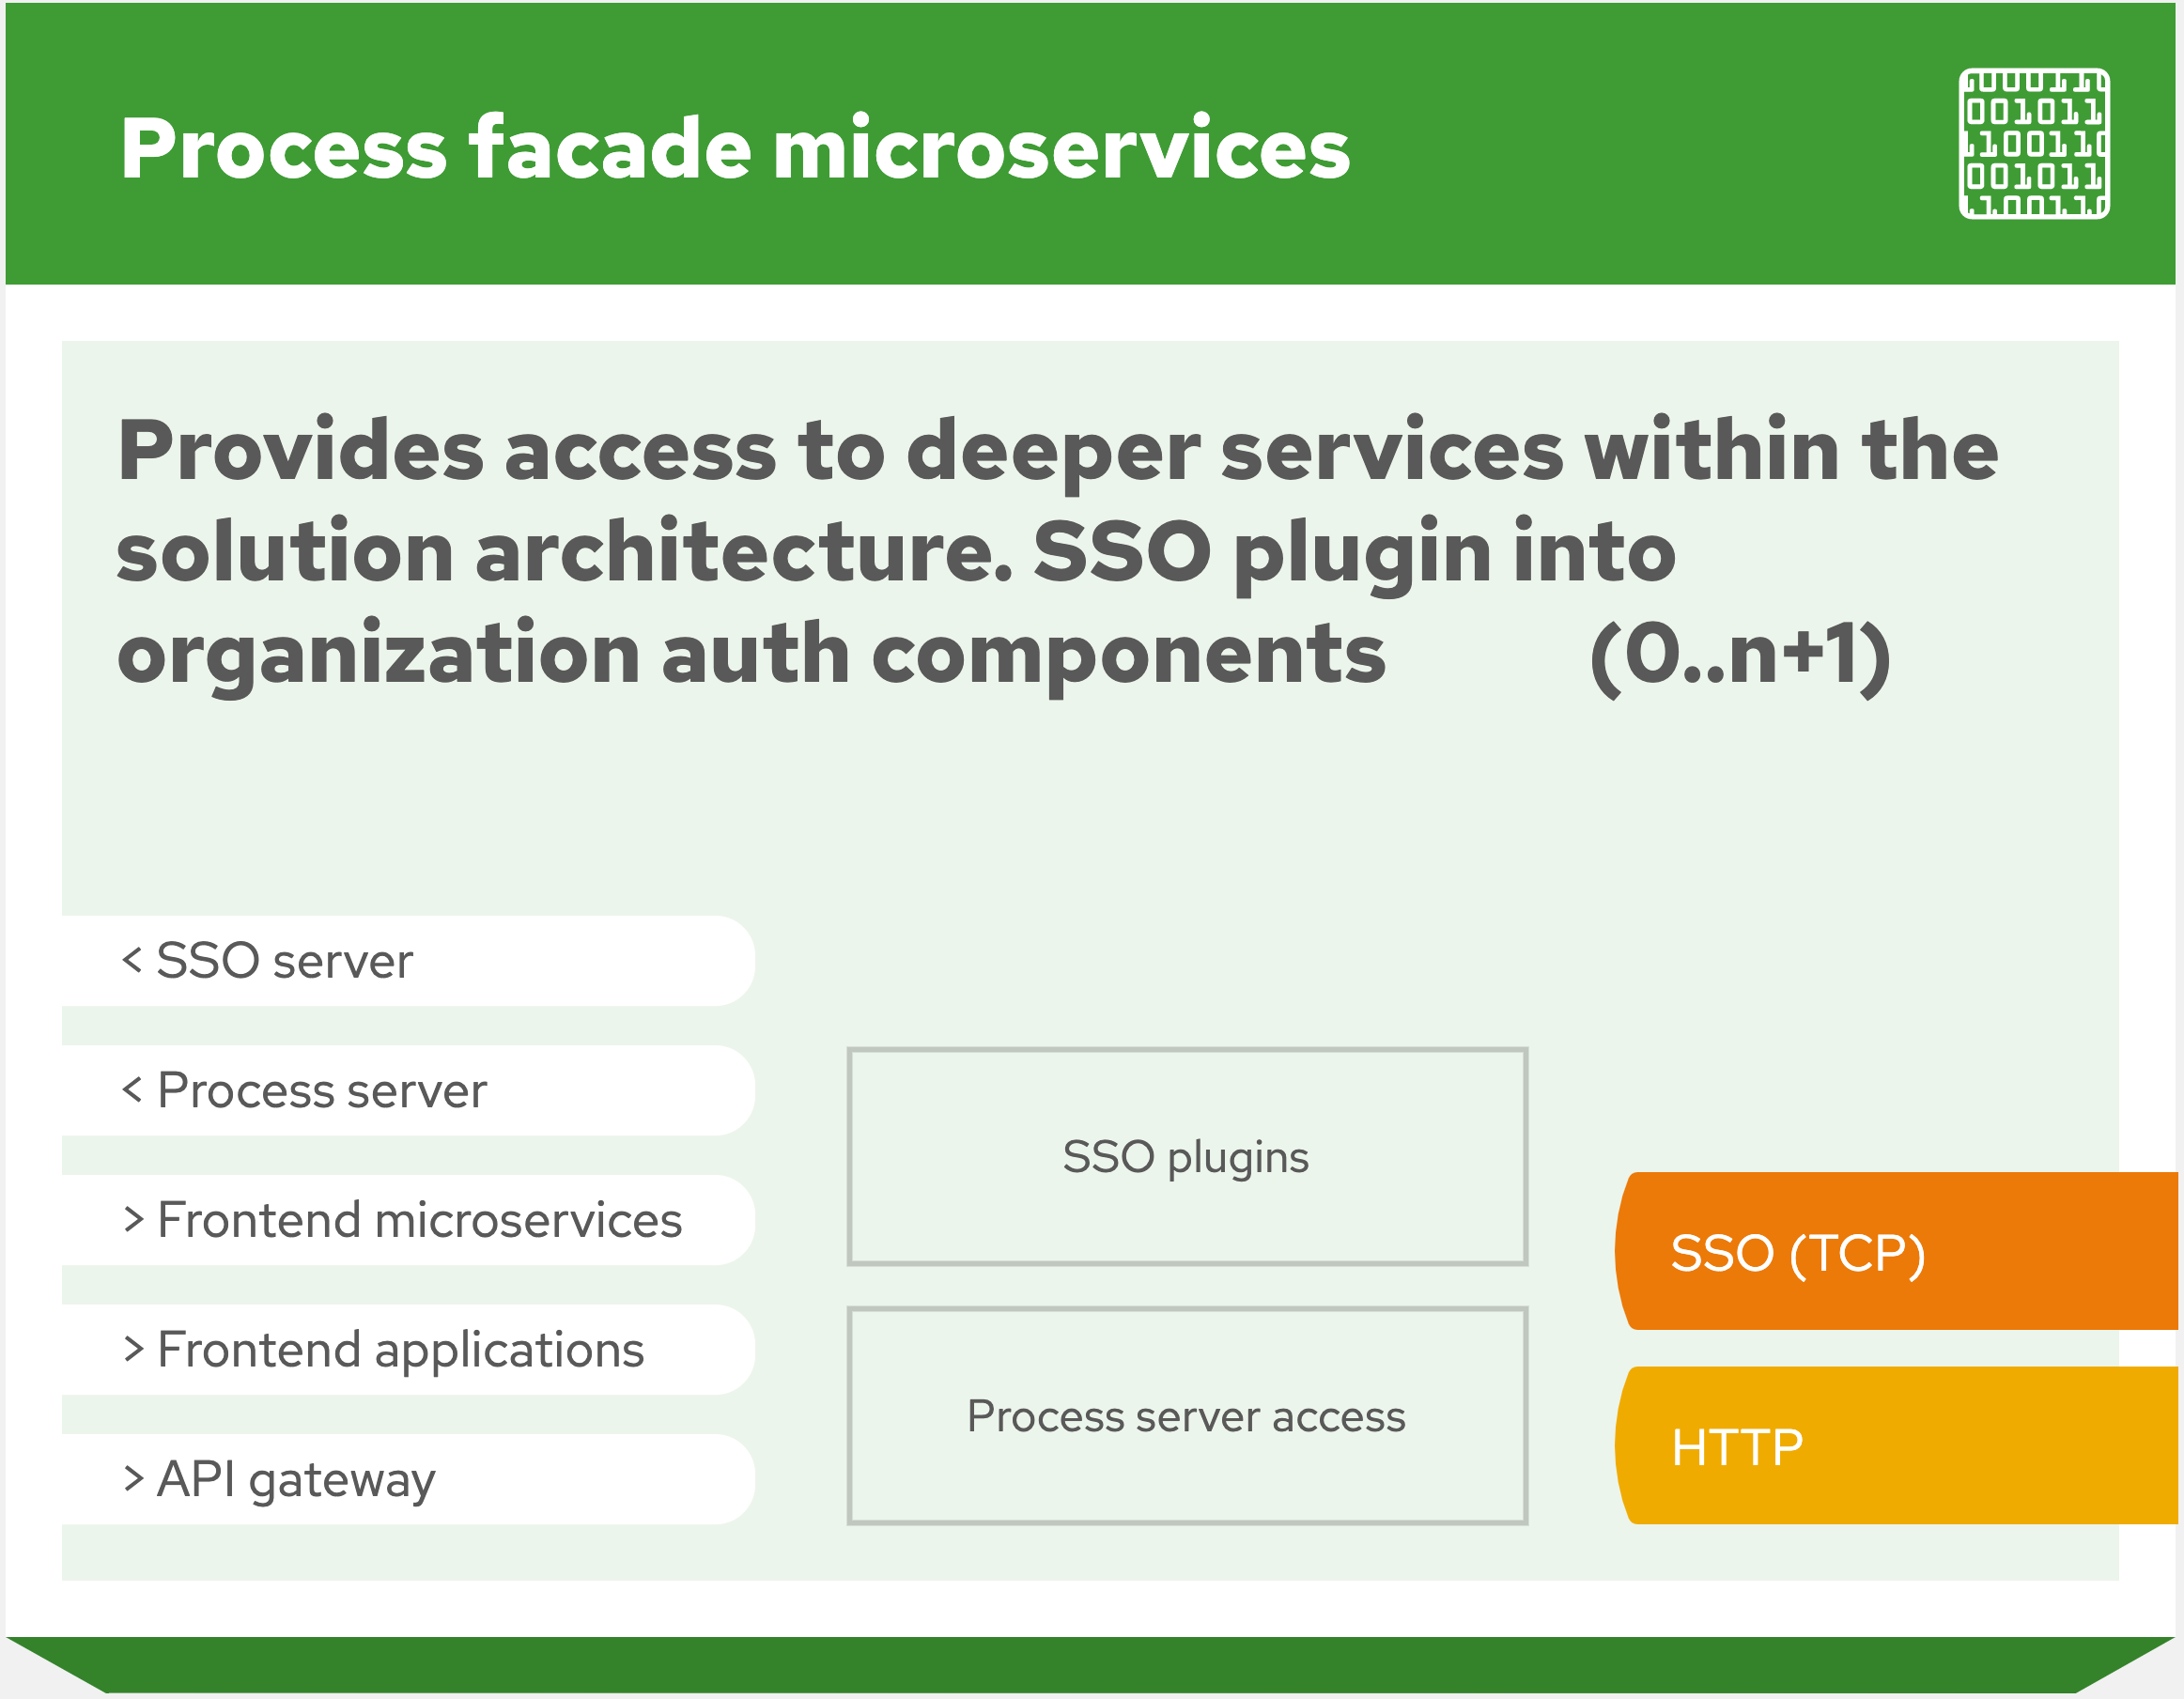 Process facade microservices
Provides access to deeper services within the
solution architecture. SSO plugin into
organization auth components (0..n+1)
< SSO server
< Process server
> Frontend microservices
> Frontend applications
> API gateway
SSO plugins
Process server access
SSO (TCP)
HTTP